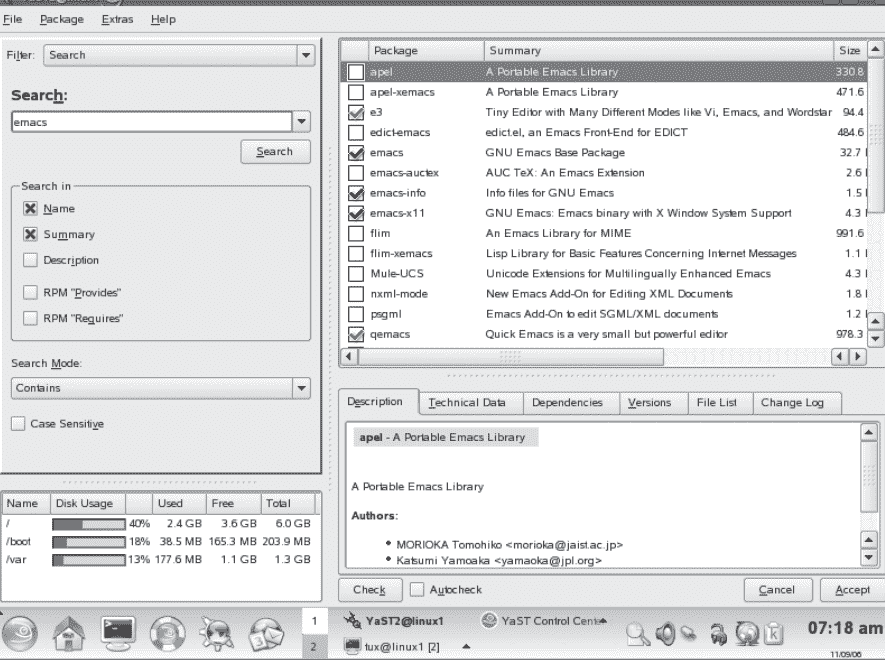 File Package Extras Help
Filter: Search
Search:
emacs
Search
Search in
Name
Summary
Description
RPM "Provides"
RPM "Requires"
Search Mode:
Contains
Case Sensitive
Name Disk Usage Used Free Total
/ 40% 2.4 GB 3.6 GB 6.0 GB
/boot 18% 38.5 MB 165.3 MB 203.9 MB
/var 13% 177.6 MB 1.1 GB 1.3 GB
Package Summary Size
apel A Portable Emacs Library 330.8
apel-xemacs A Portable Emacs Library 471.6
e3 Tiny Editor with Many Different Modes like Vi, Emacs, and Wordstar 94.4
edict-emacs edict.el, an Emacs Front-End for EDICT 484.6
emacs GNU Emacs Base Package 32.7
emacs-auctex AUC TeX: An Emacs Extension 2.6
emacs-info Info files for GNU Emacs 1.5
emacs-x11 GNU Emacs: Emacs binary with X Window System Support 4.3
flim An Emacs Library for MIME 991.6
flim-xemacs Lisp Library for Basic Features Concerning Internet Messages 1.1
Mule-UCS Unicode Extensions for Multilingually Enhanced Emacs 4.3
nxml-mode New Emacs Add-On for Editing XML Documents 1.8
psgml Emacs Add-On to edit SGML/XML documents 1.2
qemacs Quick Emacs is a very small but powerful editor 978.3
Description Technical Data Dependencies Versions File List Change Log
apel - A Portable Emacs Library
A Portable Emacs Library
Authors:
• MORIOKA Tomohiko <morioka@jaist.ac.jp>
• Katsumi Yamoaka <yamaoka@jpl.org>
Check Autocheck Cancel Accept
1 YaST2@linux1 YaST Control Cente
2 tux@linux1 [2]
07:18 am
11/09/06